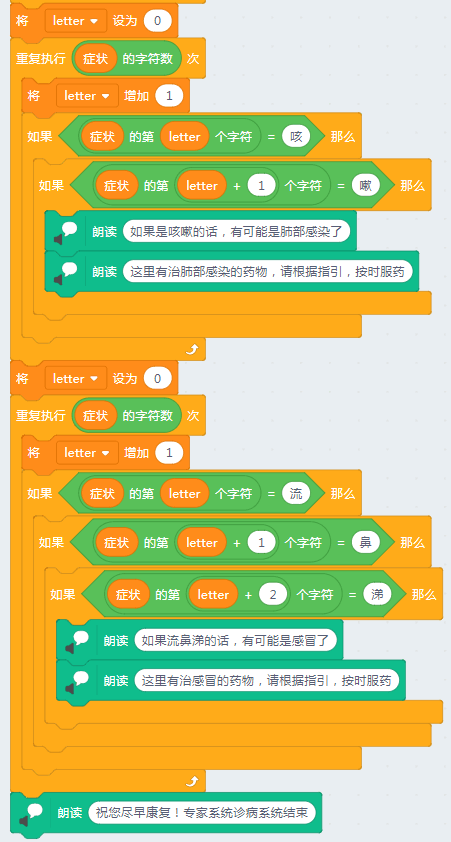 将 letter 设为 0
重复执行 症状 的字符数 次
将 letter 增加 1
如果 症状 的第 letter 个字符 = 咳 那么
如果 症状 的第 letter + 1 个字符 = 嗽 那么
朗读 如果是咳嗽的话，有可能是肺部感染了
朗读 这里有治肺部感染的药物，请根据指引，按时服药
将 letter 设为 0
重复执行 症状 的字符数 次
将 letter 增加 1
如果 症状 的第 letter 个字符 = 流 那么
如果 症状 的第 letter + 1 个字符 = 鼻 那么
如果 症状 的第 letter + 2 个字符 = 涕 那么
朗读 如果流鼻涕的话，有可能是感冒了
朗读 这里有治感冒的药物，请根据指引，按时服药
朗读 祝您尽早康复！专家系统诊病系统结束